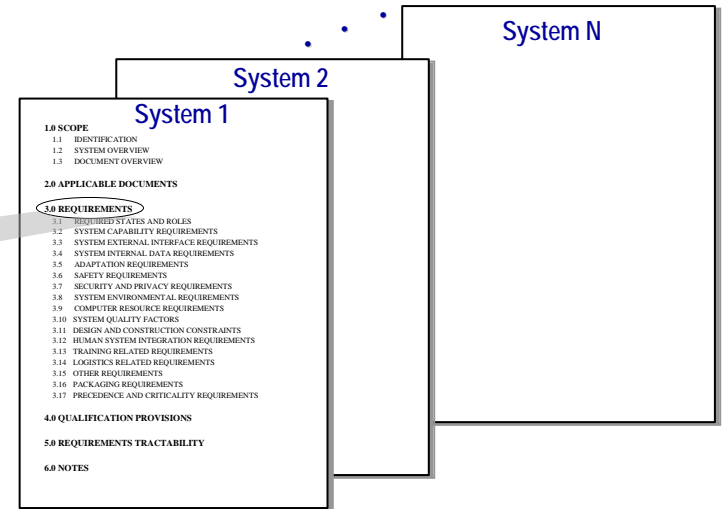 System N
System 2
System 1
1.0 SCOPE
1.1 IDENTIFICATION
1.2 SYSTEM OVERVIEW
1.3 DOCUMENT OVERVIEW
2.0 APPLICABLE DOCUMENTS
3.0 REQUIREMENTS
3.1 REQUIRED STATES AND ROLES
3.2 SYSTEM CAPABILITY REQUIREMENTS
3.3 SYSTEM EXTERNAL INTERFACE REQUIREMENTS
3.4 SYSTEM INTERNAL DATA REQUIREMENTS
3.5 ADAPTATION REQUIREMENTS
3.6 SAFETY REQUIREMENTS
3.7 SECURITY AND PRIVACY REQUIREMENTS
3.8 SYSTEM ENVIRONMENTAL REQUIREMENTS
3.9 COMPUTER RESOURCE REQUIREMENTS
3.10 SYSTEM QUALITY FACTORS
3.11 DESIGN AND CONSTRUCTION CONSTRAINTS
3.12 HUMAN SYSTEM INTEGRATION REQUIREMENTS
3.13 TRAINING RELATED REQUIREMENTS
3.14 LOGISTICS RELATED REQUIREMENTS
3.15 OTHER REQUIREMENTS
3.16 PACKAGING REQUIREMENTS
3.17 PRECEDENCE AND CRITICALITY REQUIREMENTS
4.0 QUALIFICATION PROVISIONS
5.0 REQUIREMENTS TRACTABILITY
6.0 NOTES